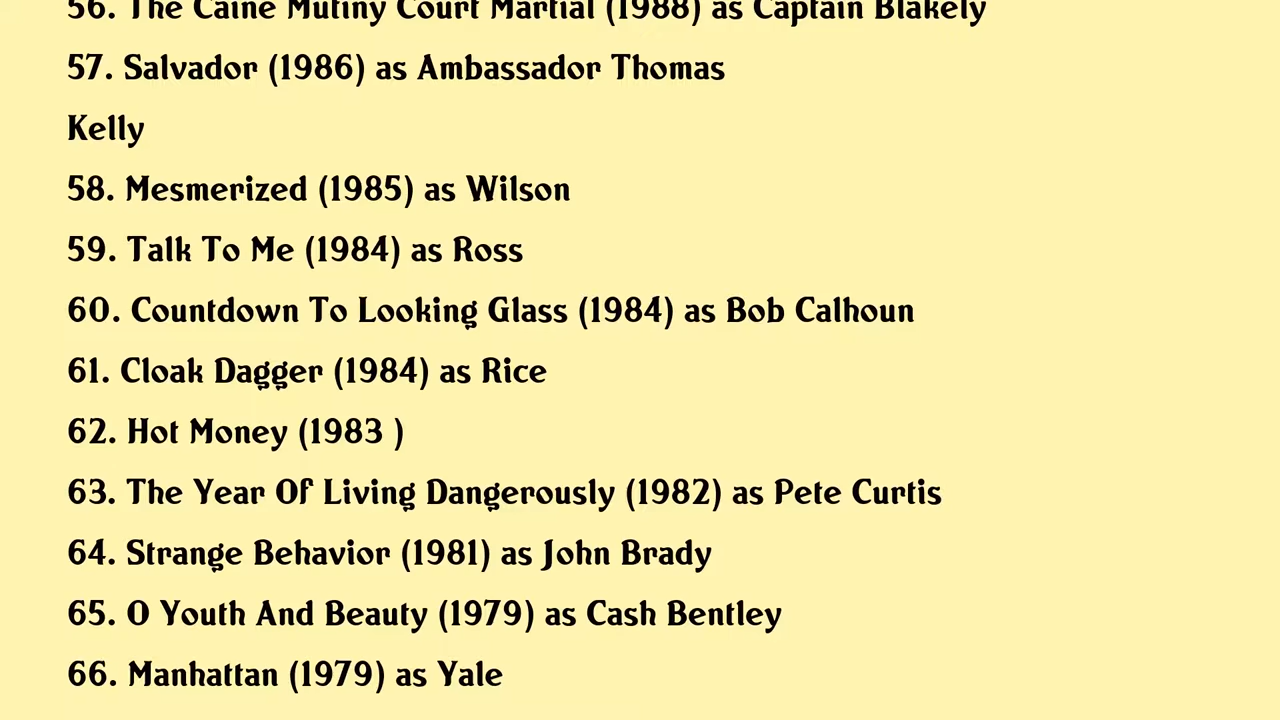 56. The Caine Mutiny Court Martial (1988) as Captain Blakely
57. Salvador (1986) as Ambassador Thomas
Kelly
58. Mesmerized (1985) as Wilson
59. Talk To Me (1984) as Ross
60. Countdown To Looking Glass (1984) as Bob Calhoun
61. Cloak Dagger (1984) as Rice
62. Hot Money (1983 )
63. The Year Of Living Dangerously (1982) as Pete Curtis
64. Strange Behavior (1981) as John Brady
65. O Youth And Beauty (1979) as Cash Bentley
66. Manhattan (1979) as Yale